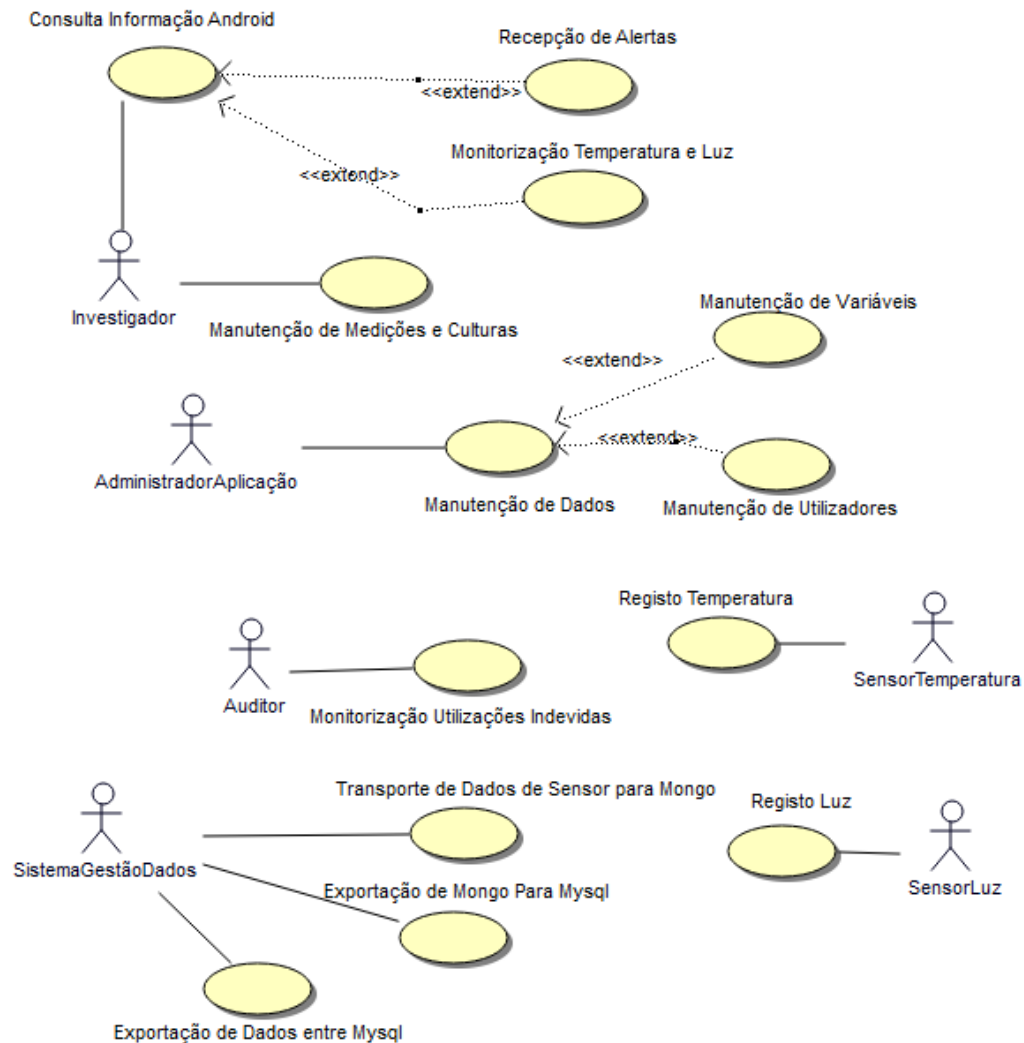 Consulta Informação Android
Recepção de Alertas
<<extend>>
Monitorização Temperatura e Luz
<<extend>>
Investigador
Manutenção de Medições e Culturas
Manutenção de Variáveis
<<extend>>
<<extend>>
AdministradorAplicação
Manutenção de Dados
Manutenção de Utilizadores
Registo Temperatura
SensorTemperatura
Auditor
Monitorização Utilizações Indevidas
Transporte de Dados de Sensor para Mongo
Registo Luz
SistemaGestãoDados
SensorLuz
Exportação de Mongo Para Mysql
Exportação de Dados entre Mysql